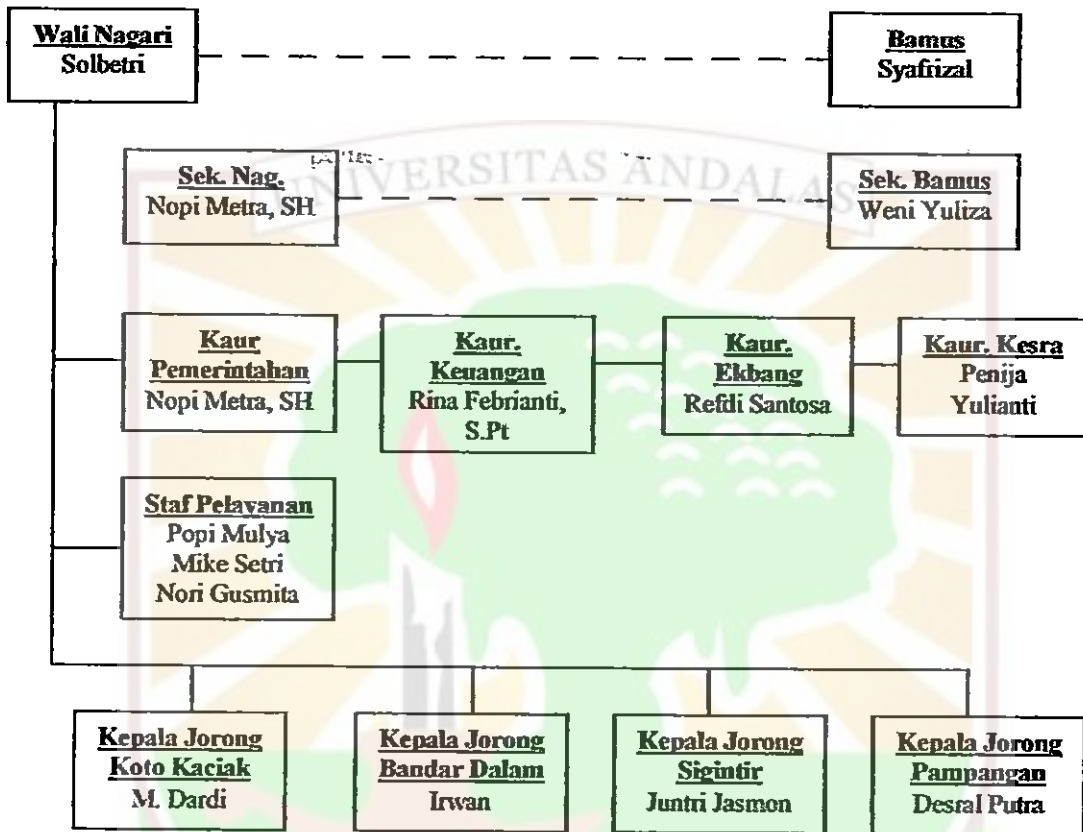 Wali Nagari
Solbetri
Bamus
Syafrizal
UNIVERSITAS ANDALAS
Sek. Nag.
Nopi Metra, SH
Sek. Bamus
Weni Yuliza
Kaur
Pemerintahan
Nopi Metra, SH
Kaur.
Keuangan
Rina Febrianti,
S.Pt
Kaur.
Ekbang
Refdi Santosa
Kaur. Kesra
Penija
Yulianti
Staf Pelayanan
Popi Mulya
Mike Setri
Nori Gusmita
Kepala Jorong
Koto Kaciak
M. Dardi
Kepala Jorong
Bandar Dalam
Irwan
Kepala Jorong
Sigintir
Juntri Jasmon
Kepala Jorong
Pampangan
Desral Putra